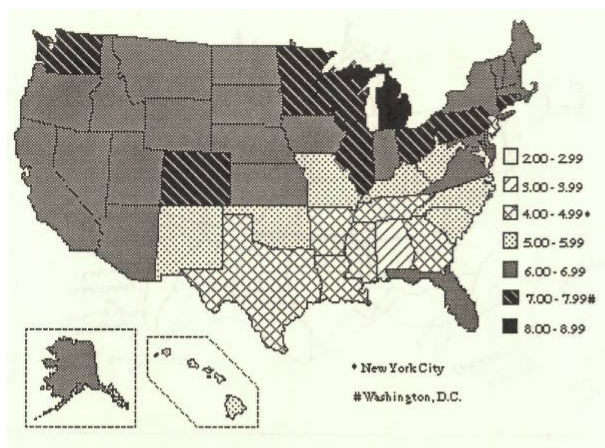 2.00 - 2.99
3.00 - 3.99
4.00 - 4.99♦
5.00 - 5.99
6.00 - 6.99
7.00 - 7.99#
8.00 - 8.99
♦ New York City
# Washington, D.C.